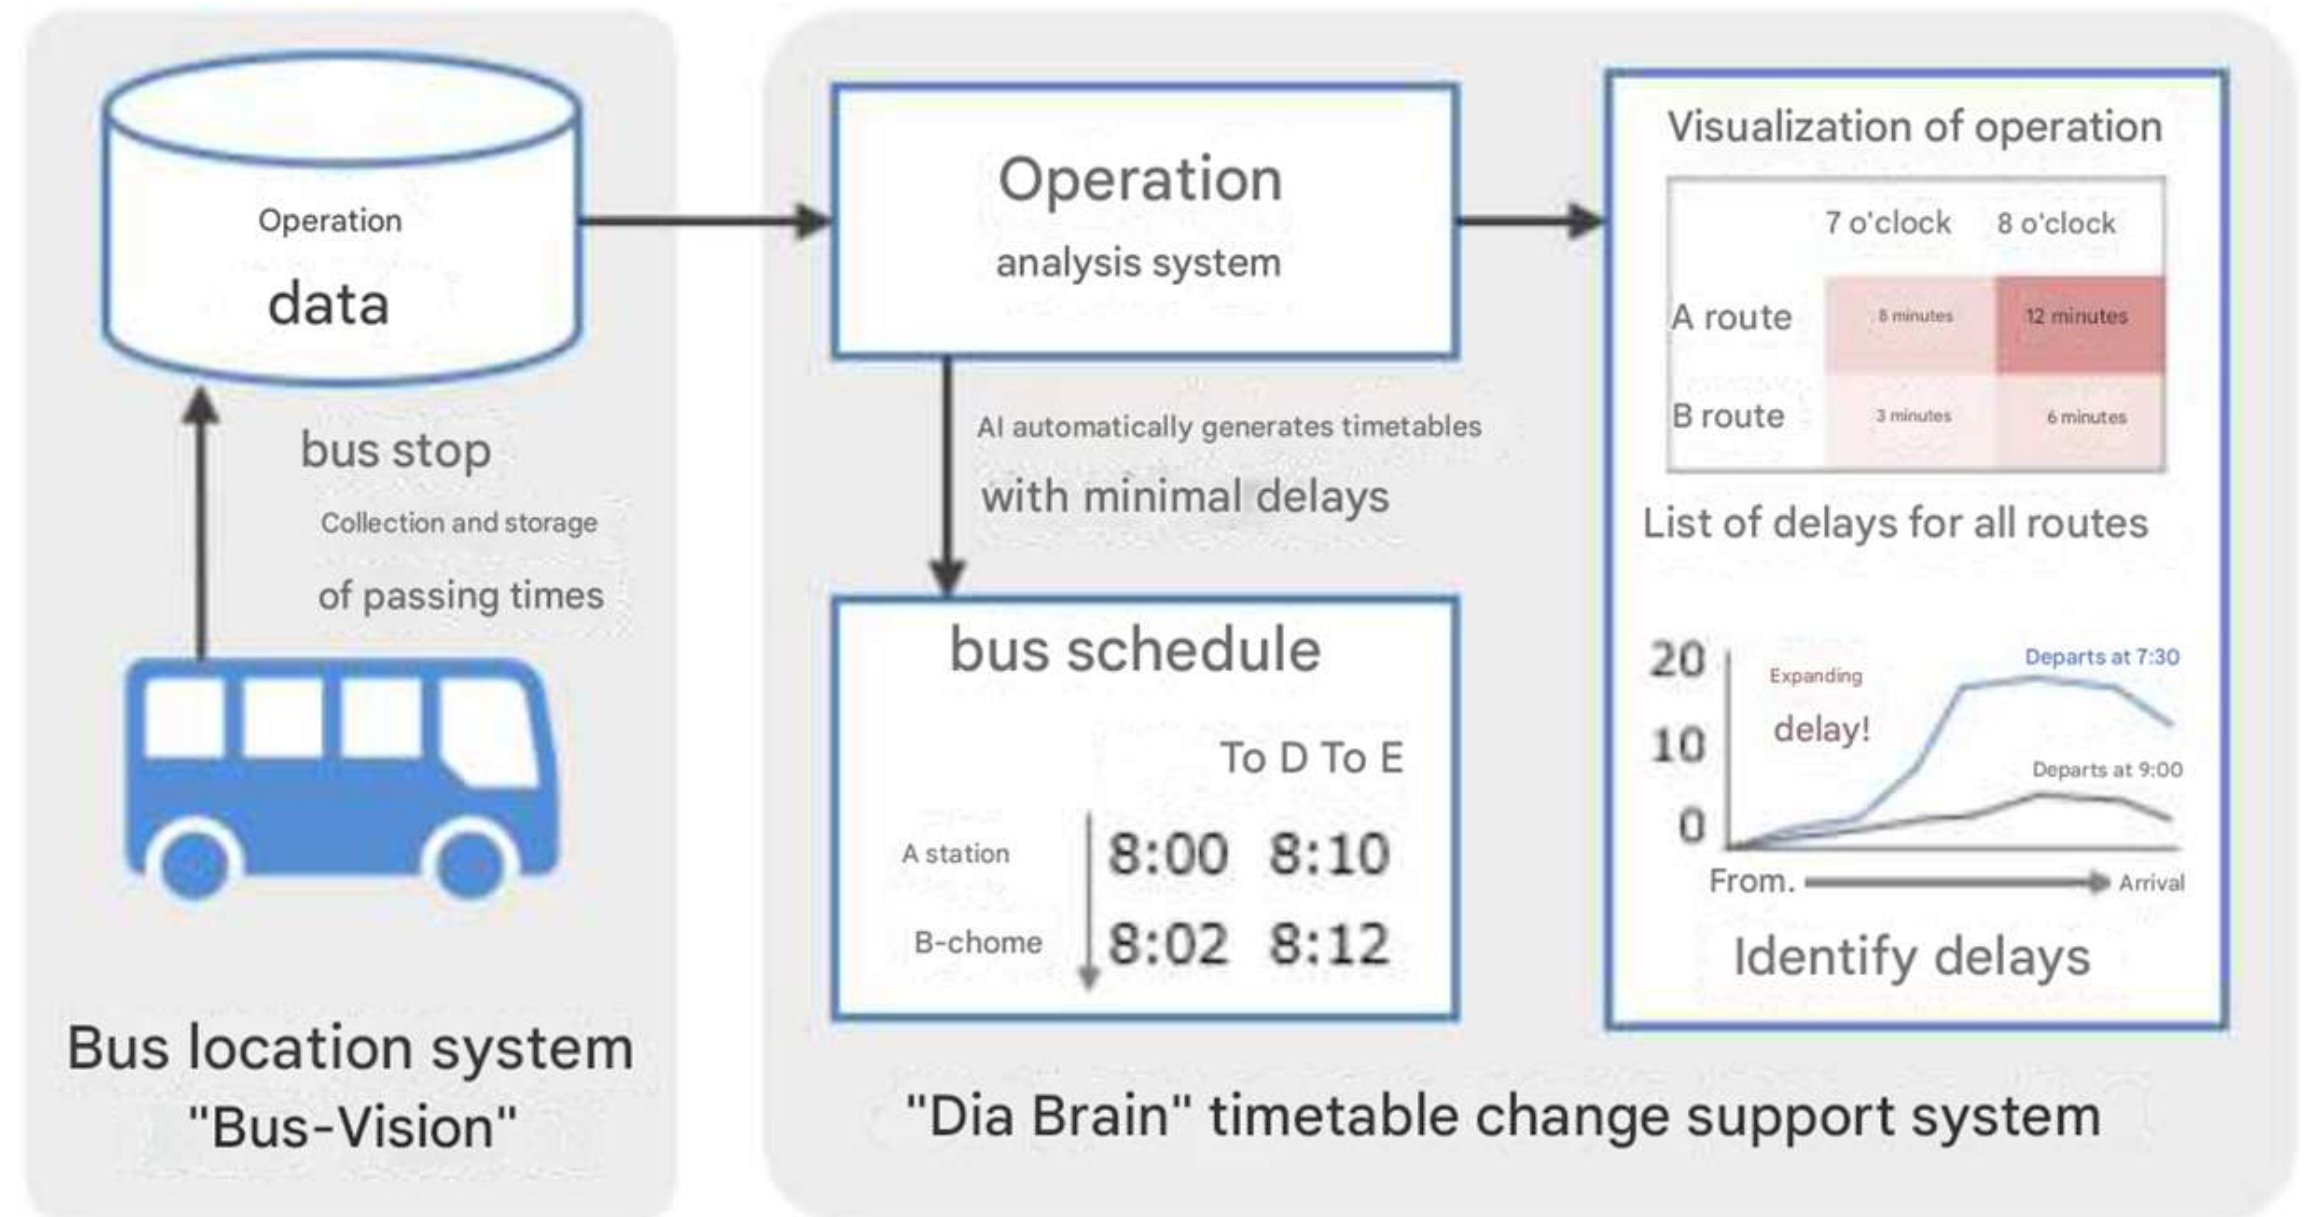 Operation
data
bus stop
Collection and storage
of passing times
Bus location system
"Bus-Vision"
Operation
analysis system
AI automatically generates timetables
with minimal delays
bus schedule
To D To E
A station 8:00 8:10
B-chome 8:02 8:12
Visualization of operation
7 o'clock 8 o'clock
A route 8 minutes 12 minutes
B route 3 minutes 6 minutes
List of delays for all routes
20
10
0
Expanding
delay!
Departs at 7:30
Departs at 9:00
From. Arrival
Identify delays
"Dia Brain" timetable change support system